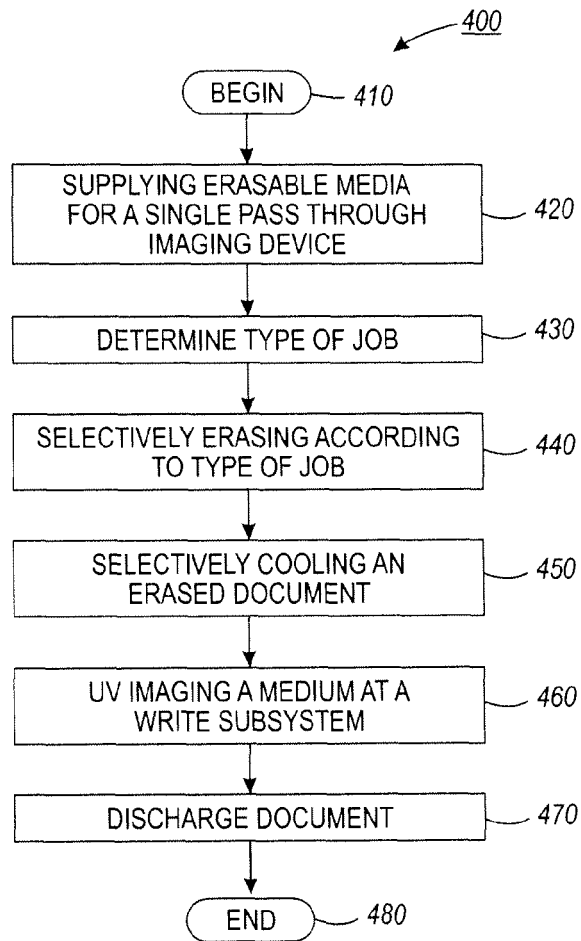 400
BEGIN
410
SUPPLYING ERASABLE MEDIA
FOR A SINGLE PASS THROUGH
IMAGING DEVICE
420
DETERMINE TYPE OF JOB
430
SELECTIVELY ERASING ACCORDING
TO TYPE OF JOB
440
SELECTIVELY COOLING AN
ERASED DOCUMENT
450
UV IMAGING A MEDIUM AT A
WRITE SUBSYSTEM
460
DISCHARGE DOCUMENT
470
END
480